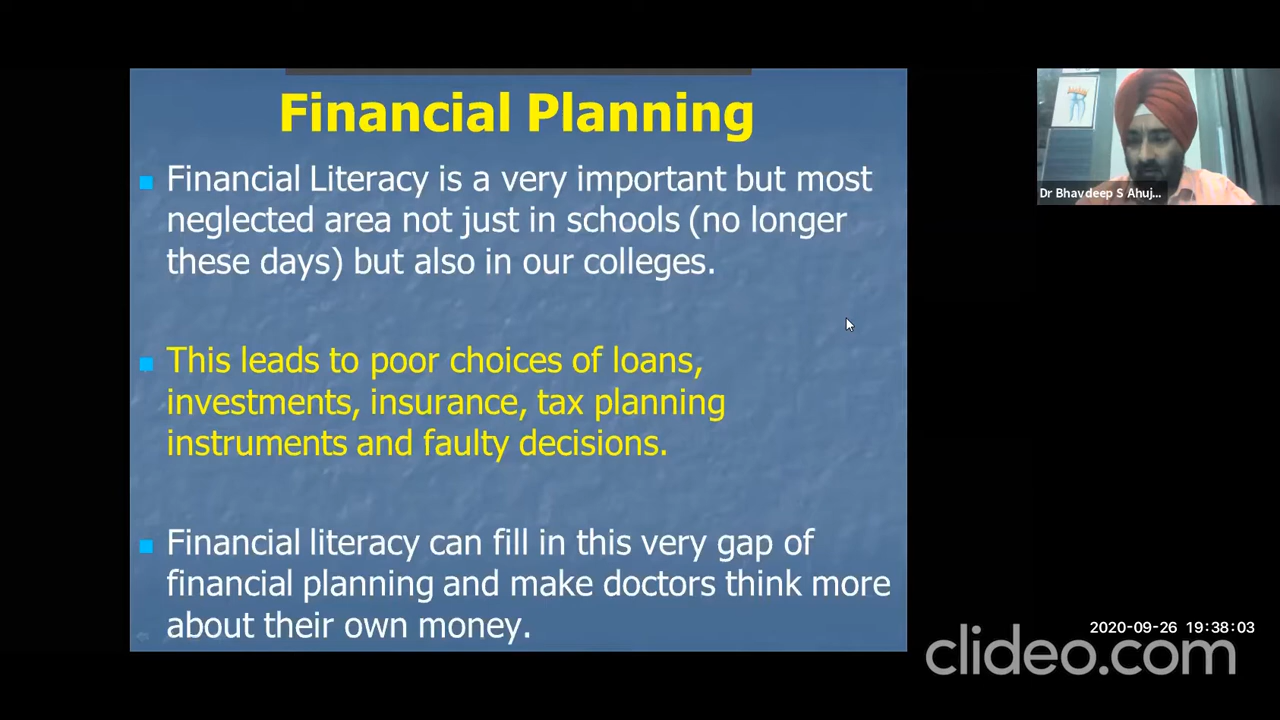 Financial Planning
Financial Literacy is a very important but most
neglected area not just in schools (no longer
these days) but also in our colleges.
This leads to poor choices of loans,
investments, insurance, tax planning
instruments and faulty decisions.
Financial literacy can fill in this very gap of
financial planning and make doctors think more
about their own money.
Dr Bhavdeep S Ahuj...
2020-09-26 19:38:03
clideo.com